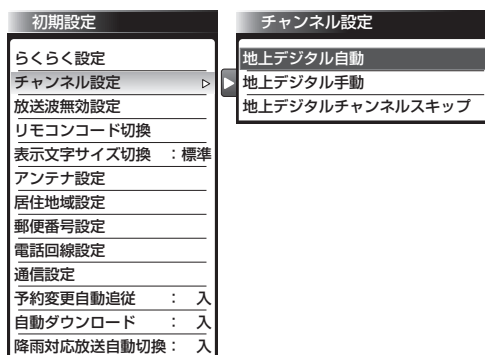 初期設定
らくらく設定
チャンネル設定
放送波無効設定
リモコンコード切換
表示文字サイズ切換 ：標準
アンテナ設定
居住地域設定
郵便番号設定
電話回線設定
通信設定
予約変更自動追従 ： 入
自動ダウンロード ： 入
降雨対応放送自動切換： 入
チャンネル設定
地上デジタル自動
地上デジタル手動
地上デジタルチャンネルスキップ